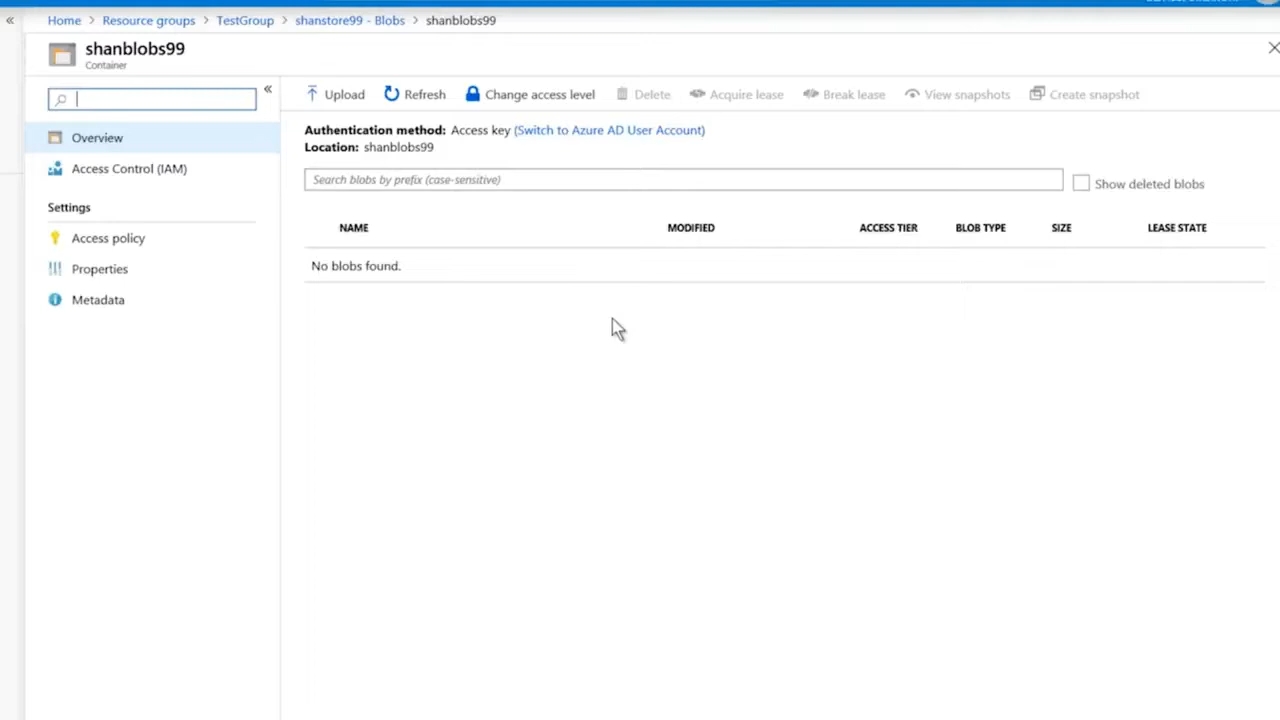 « Home > Resource groups > TestGroup > shanstore99 - Blobs > shanblobs99
shanblobs99
Container
«
Upload Refresh Change access level Delete Acquire lease Break lease View snapshots Create snapshot
Overview
Access Control (IAM)
Settings
Access policy
Properties
Metadata
Authentication method: Access key (Switch to Azure AD User Account)
Location: shanblobs99
Search blobs by prefix (case-sensitive) Show deleted blobs
NAME MODIFIED ACCESS TIER BLOB TYPE SIZE LEASE STATE
No blobs found.